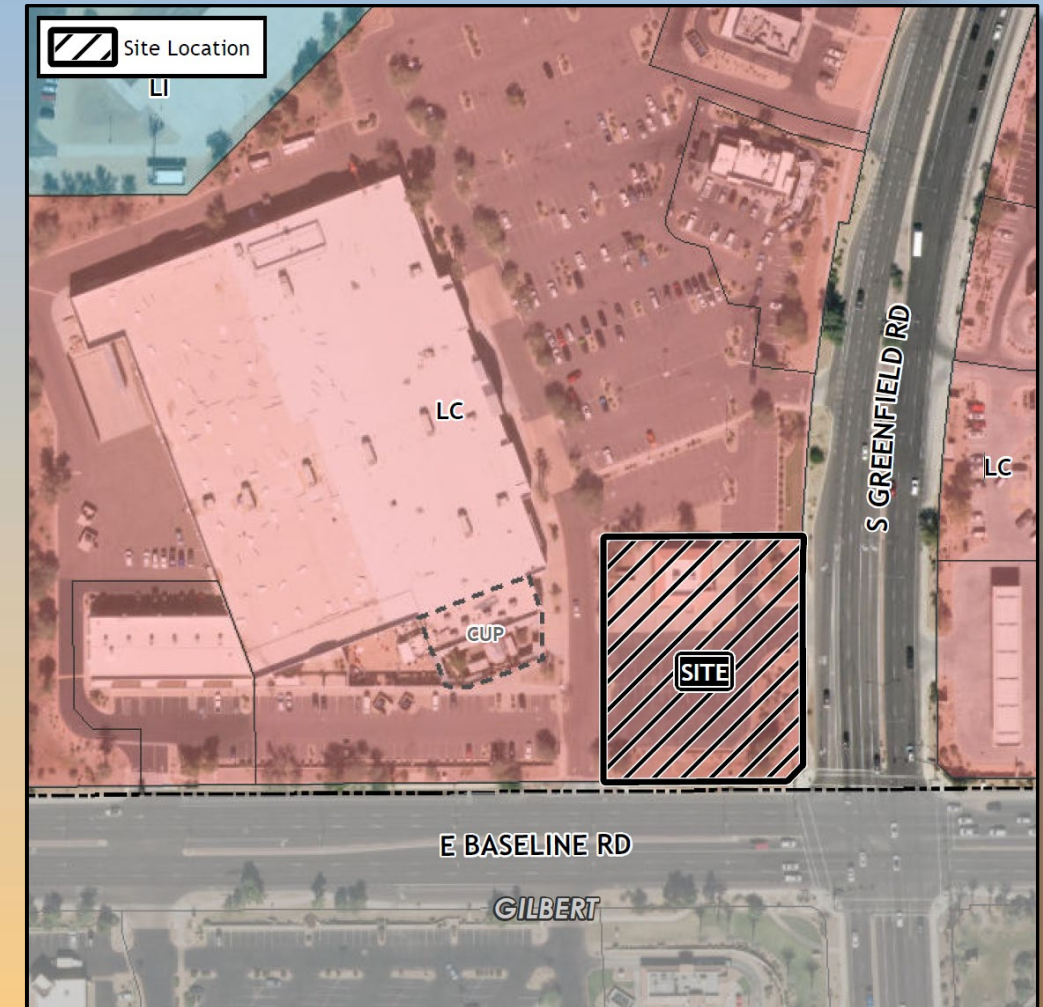 Site Location
LI
S GREENFIELD RD
LC
LC
CUP
SITE
E BASELINE RD
GILBERT